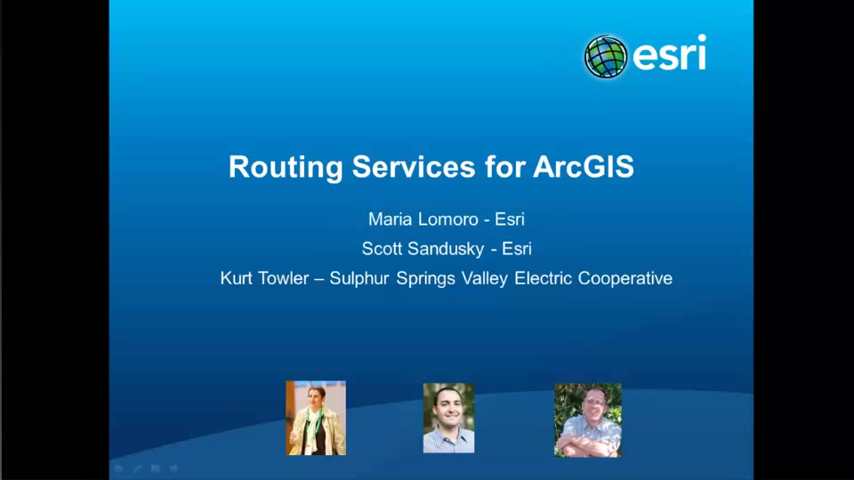 esri
Routing Services for ArcGIS
Maria Lomoro - Esri
Scott Sandusky - Esri
Kurt Towler – Sulphur Springs Valley Electric Cooperative